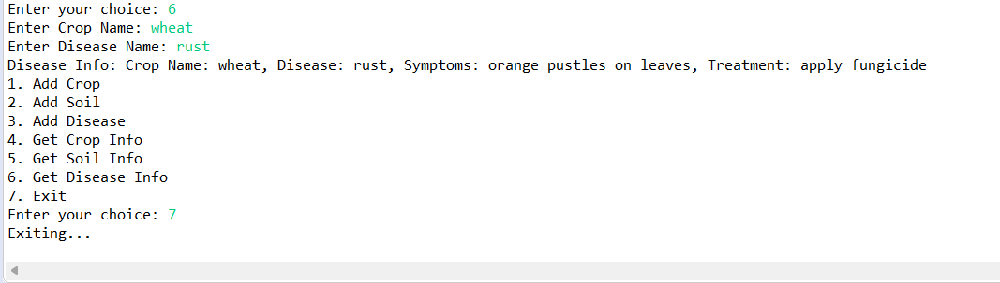 Enter your choice: 6
Enter Crop Name: wheat
Enter Disease Name: rust
Disease Info: Crop Name: wheat, Disease: rust, Symptoms: orange pustles on leaves, Treatment: apply fungicide
1. Add Crop
2. Add Soil
3. Add Disease
4. Get Crop Info
5. Get Soil Info
6. Get Disease Info
7. Exit
Enter your choice: 7
Exiting...